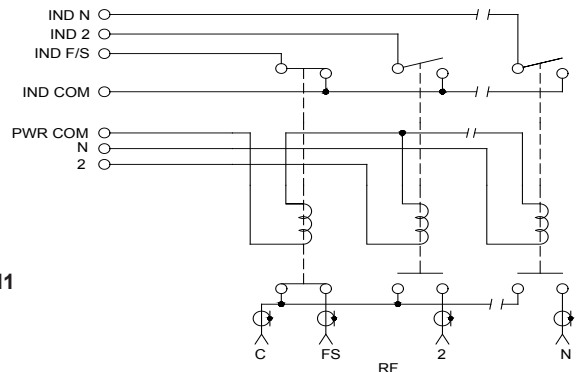 IND N
IND 2
IND F/S
IND COM
PWR COM
N
2
C FS 2 N
RF